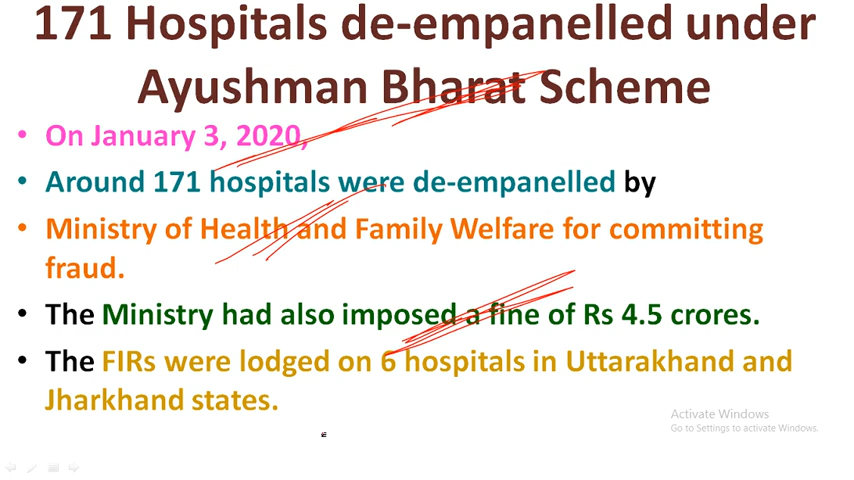 171 Hospitals de-empanelled under
Ayushman Bharat Scheme
• On January 3, 2020,
• Around 171 hospitals were de-empanelled by
• Ministry of Health and Family Welfare for committing
fraud.
• The Ministry had also imposed a fine of Rs 4.5 crores.
• The FIRs were lodged on 6 hospitals in Uttarakhand and
Jharkhand states.
Activate Windows
Go to Settings to activate Windows.